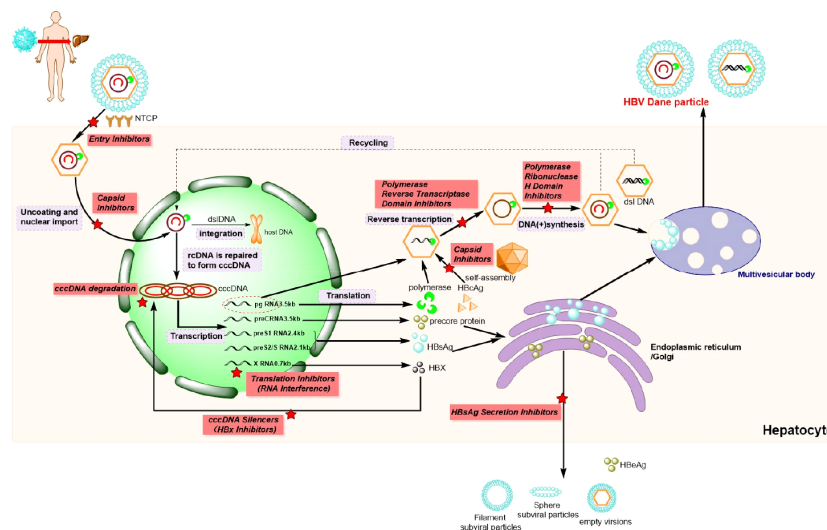 HBV Dane particle
NTCP
Entry Inhibitors
Recycling
Polymerase
Ribonuclease
H Domain
Inhibitors
Polymerase
Reverse Transcriptase
Domain Inhibitors
dsl DNA
Capsid
Inhibitors
Uncoating and
nuclear import
dslDNA
integration
host DNA
Reverse transcription
DNA(+)synthesis
rcDNA is repaired
to form cccDNA
Capsid
Inhibitors
self-assembly
Multivesicular body
cccDNA degradation
cccDNA
polymerase
HBcAg
Translation
pg RNA3.5kb
preCRNA3.5kb
precore protein
Transcription
preS1 RNA2.4kb
preS2/S RNA2.1kb
HBsAg
Endoplasmic reticulum
/Golgi
X RNA0.7kb
HBX
Translation Inhibitors
(RNA Interference)
cccDNA Silencers
(HBx Inhibitors)
HBsAg Secretion Inhibitors
Hepatocyte
HBeAg
Filament
subviral particles
Sphere
subviral particles
empty virsions